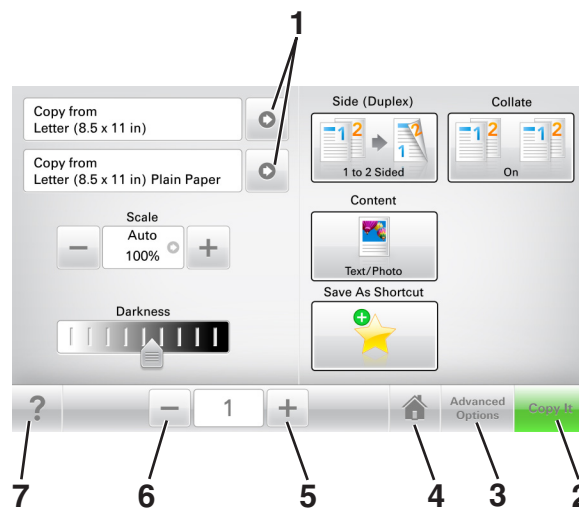 1
Copy from
Letter (8.5 x 11 in)
Copy from
Letter (8.5 x 11 in) Plain Paper
Scale
Auto
100%
Darkness
Side (Duplex)
1 2 1 2
1 to 2 Sided
Collate
1 2 1 2
On
Content
Text/Photo
Save As Shortcut
?
1
Advanced
Options
Copy It
7
6
5
4
3
2